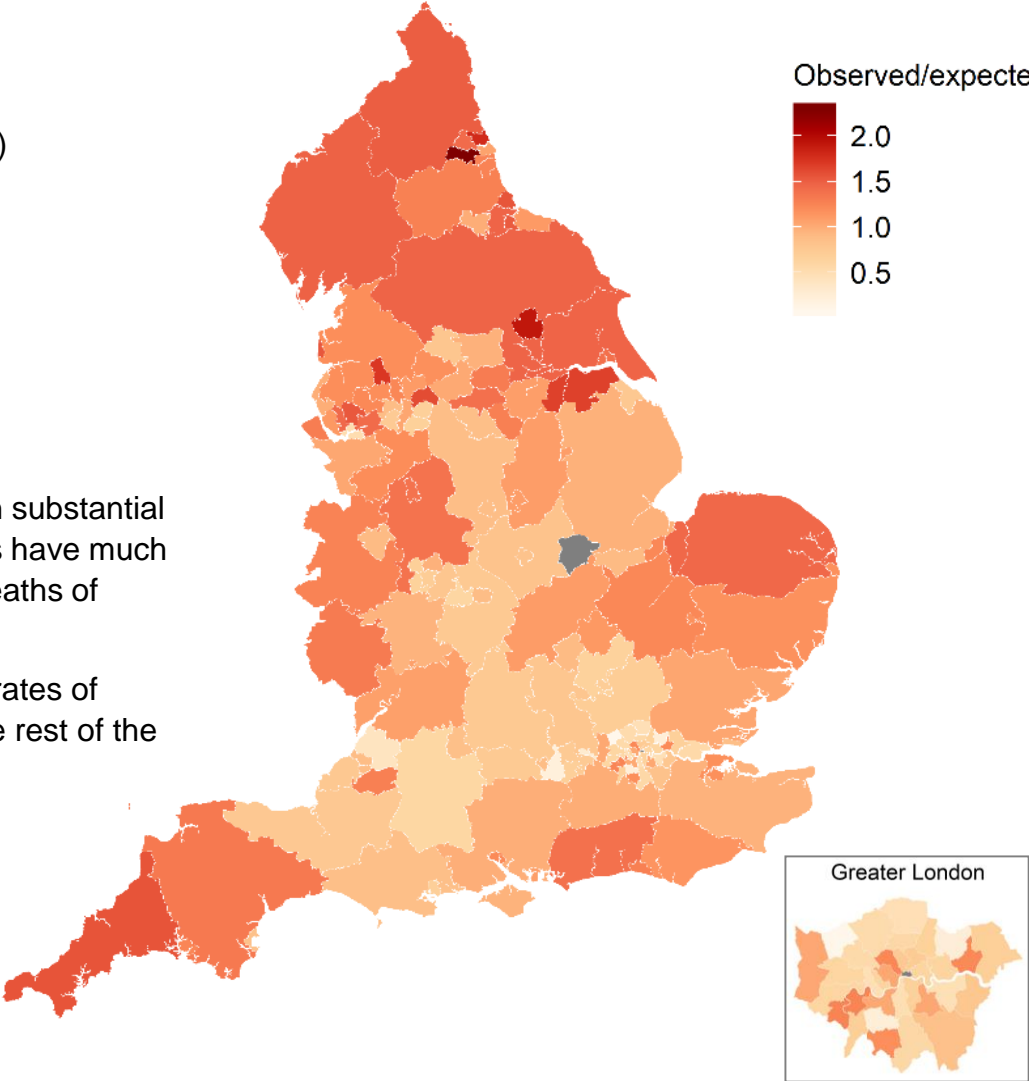 Observed/expecte
)
2.0
1.5
1.0
0.5
substantial
have much
eaths of
rates of
rest of the
Greater London